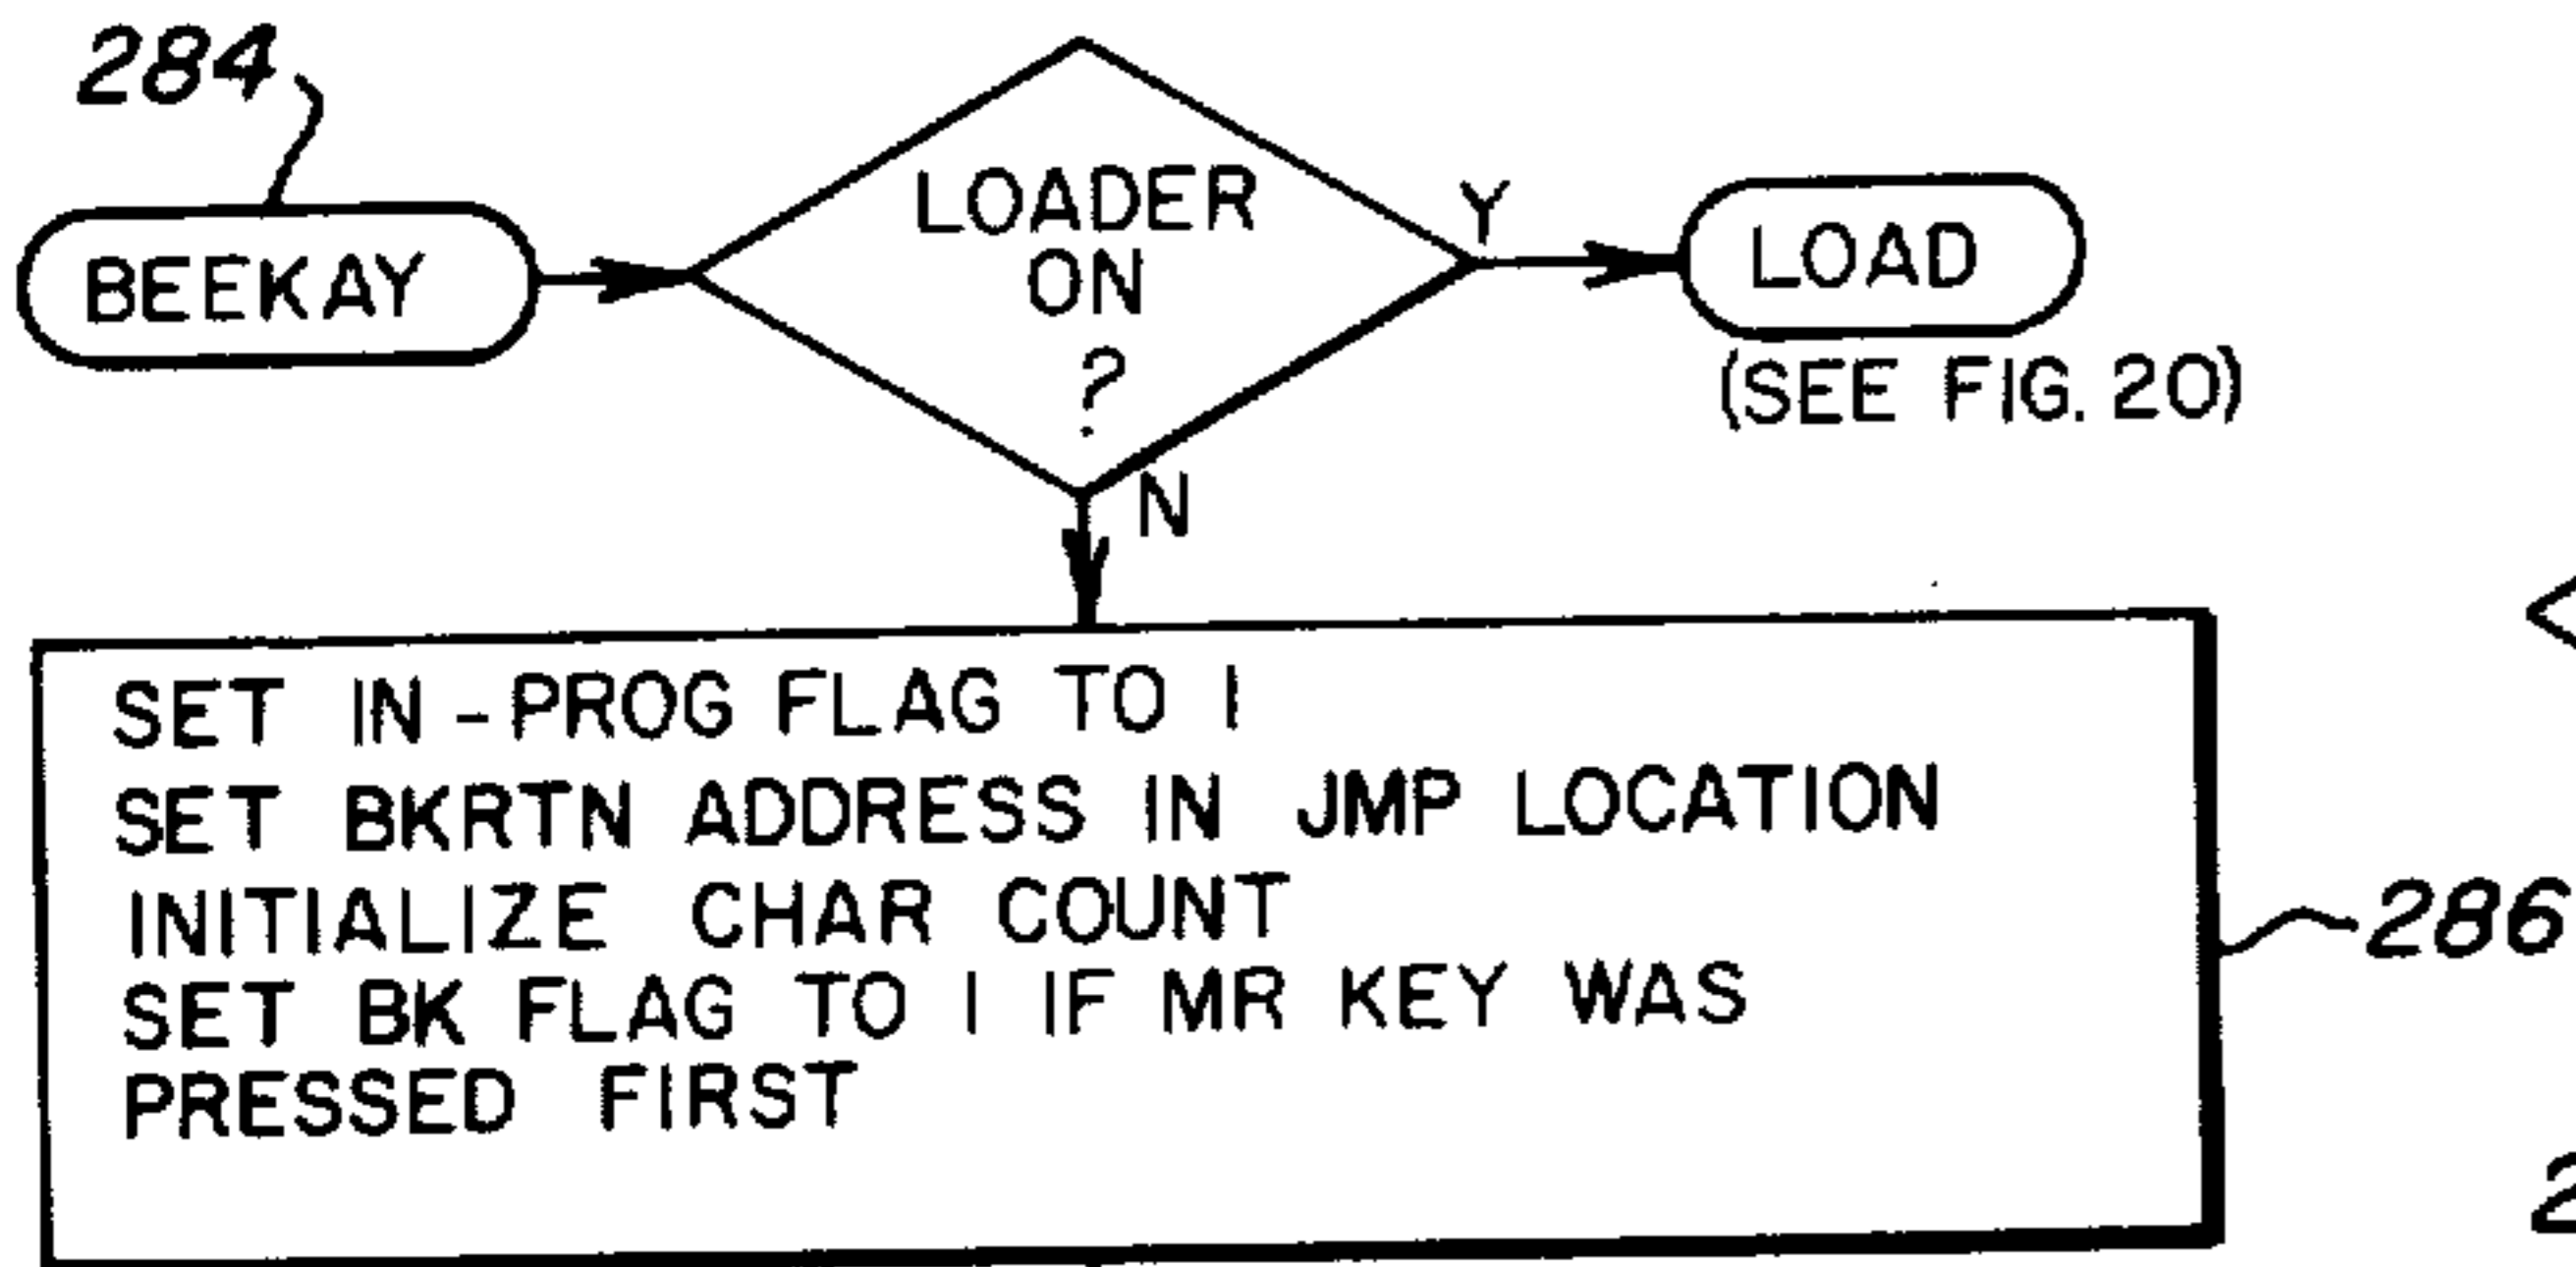 284
BEEKAY
LOADER
ON
?
Y
LOAD
(SEE FIG. 20)
N
SET IN-PROG FLAG TO 1
SET BKRTN ADDRESS IN JMP LOCATION
INITIALIZE CHAR COUNT
SET BK FLAG TO 1 IF MR KEY WAS
PRESSED FIRST
286